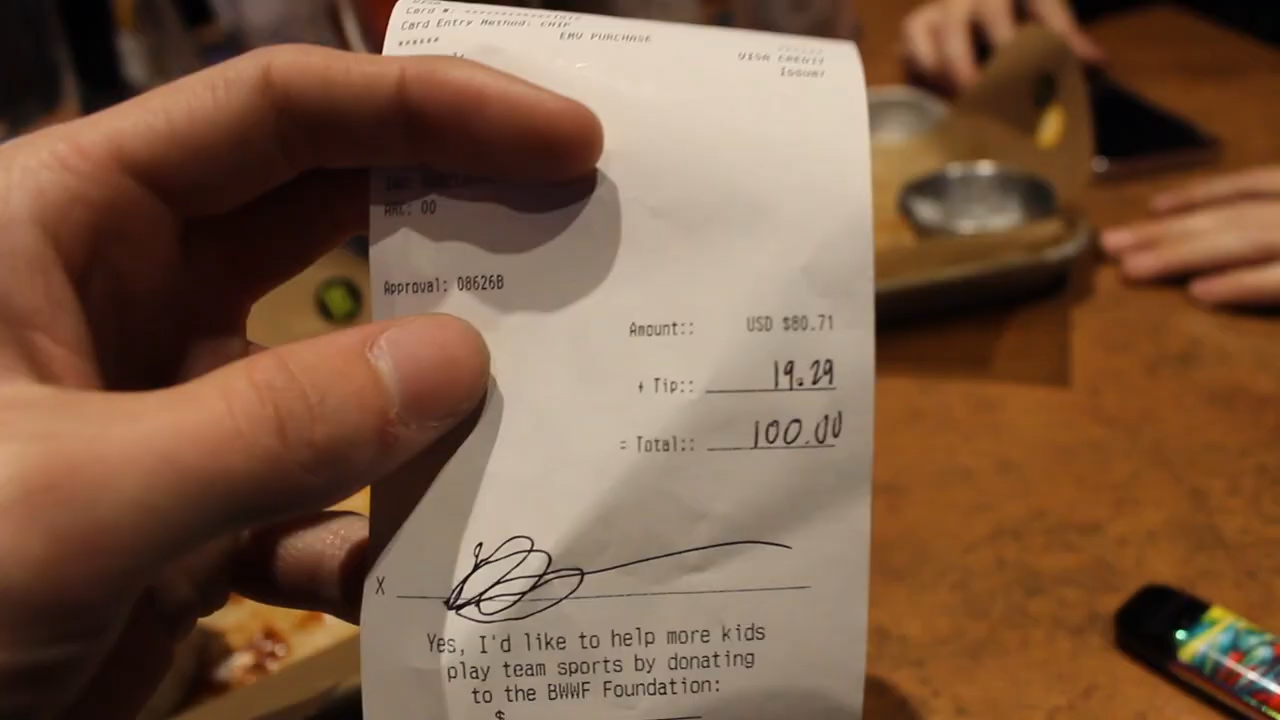 Card #: ************
Card Entry Method: CHIP
******
EMV PURCHASE
VISA CREDIT
Issuer
ARC: 00
Approval: 08626B
Amount:: USD $80.71
+ Tip:: 19.29
= Total:: 100.00
X
Yes, I'd like to help more kids
play team sports by donating
to the BWWF Foundation:
$